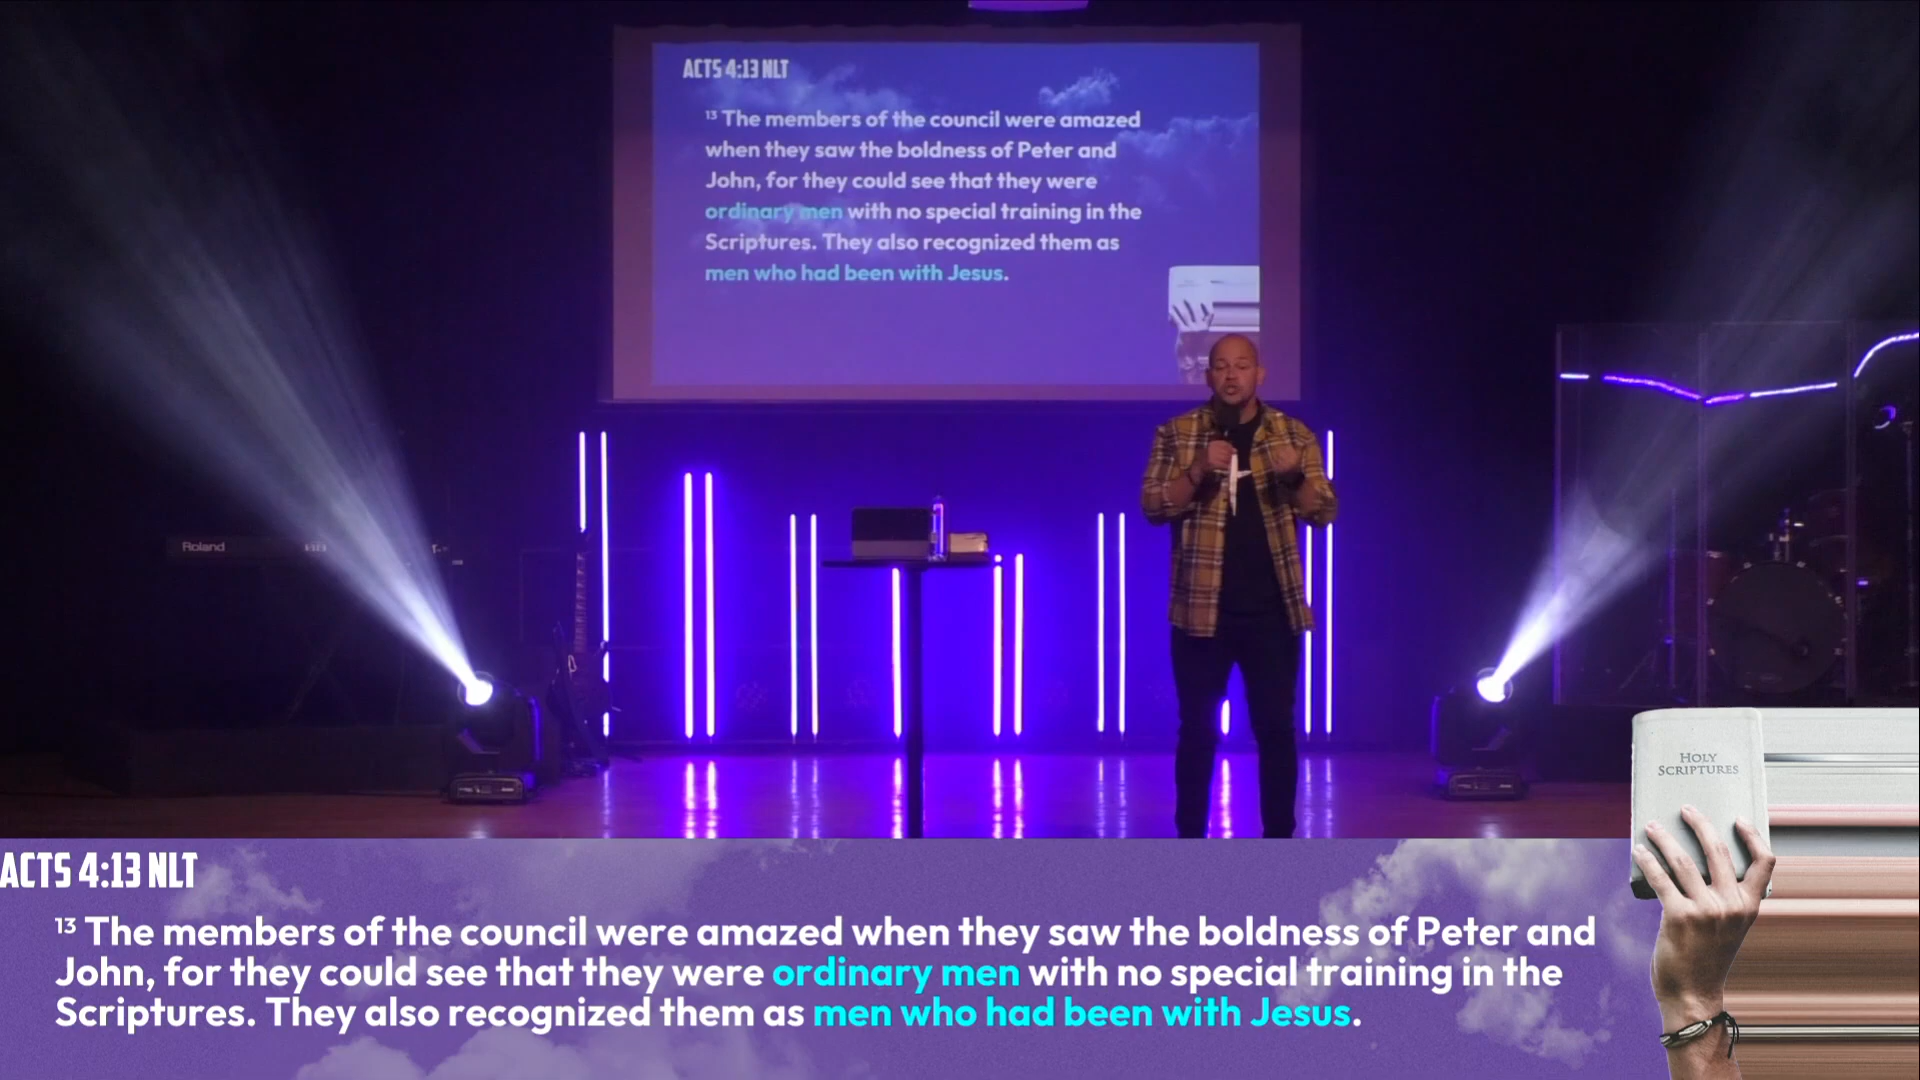 ACTS 4:13 NLT
¹³ The members of the council were amazed
when they saw the boldness of Peter and
John, for they could see that they were
ordinary men with no special training in the
Scriptures. They also recognized them as
men who had been with Jesus.
Roland
HOLY
SCRIPTURES
ACTS 4:13 NLT
¹³ The members of the council were amazed when they saw the boldness of Peter and
John, for they could see that they were ordinary men with no special training in the
Scriptures. They also recognized them as men who had been with Jesus.